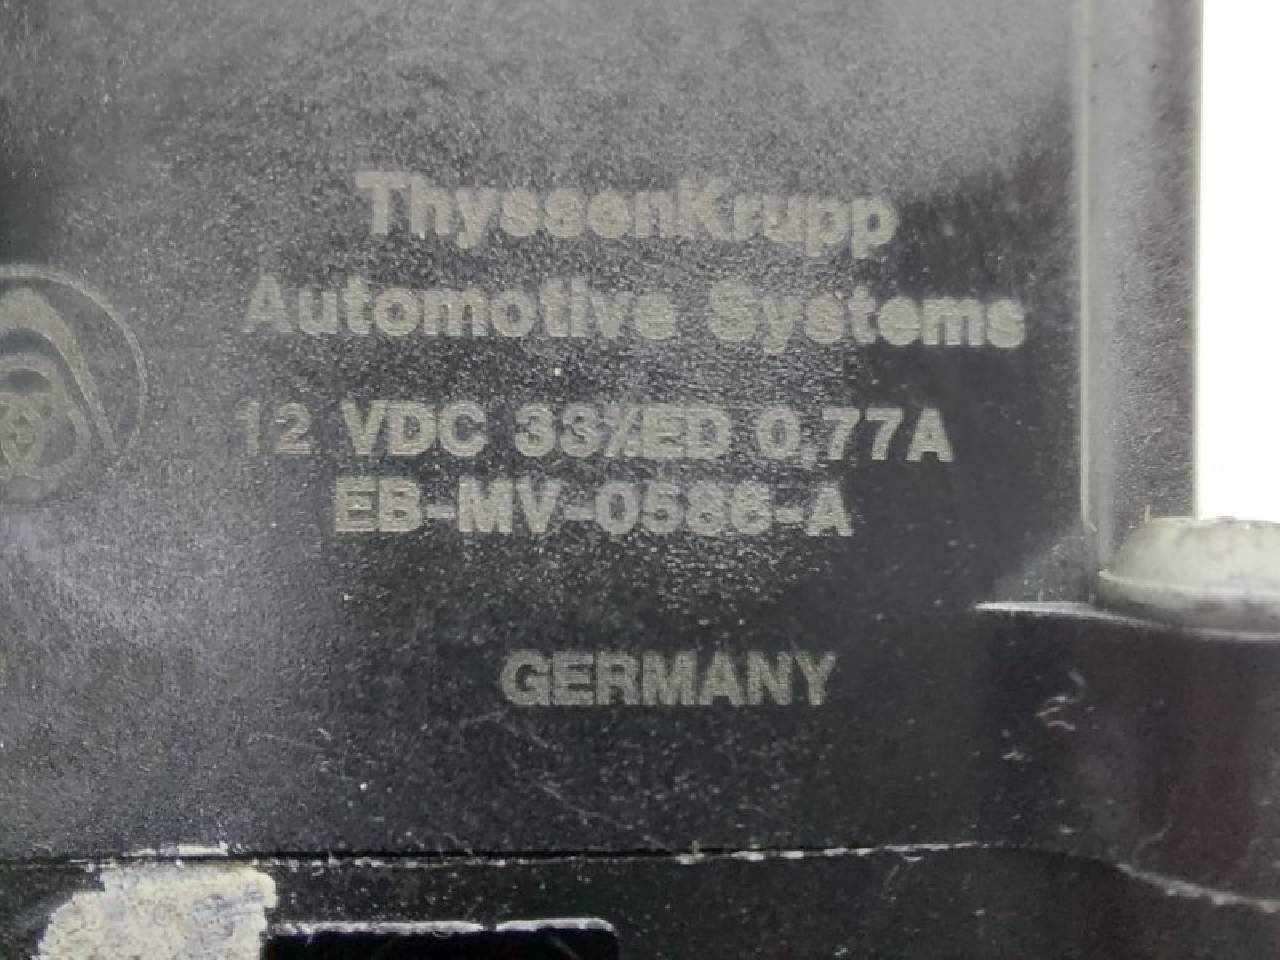 ThyssenKrupp
Automotive Systems
12 VDC 33%ED 0,77A
EB-MV-0586-A
GERMANY